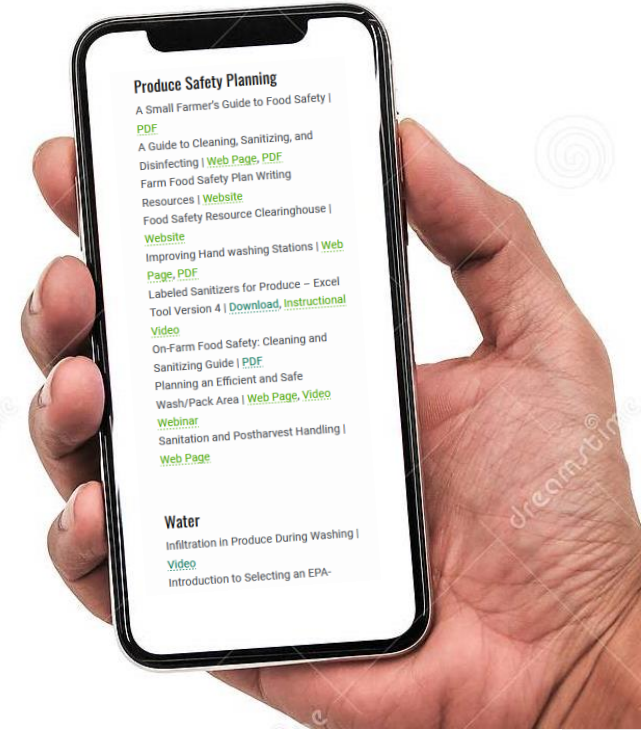 Produce Safety Planning
A Small Farmer's Guide to Food Safety |
PDF
A Guide to Cleaning, Sanitizing, and
Disinfecting | Web Page, PDF
Farm Food Safety Plan Writing
Resources | Website
Food Safety Resource Clearinghouse |
Website
Improving Hand washing Stations | Web
Page, PDF
Labeled Sanitizers for Produce – Excel
Tool Version 4 | Download, Instructional
Video
On-Farm Food Safety: Cleaning and
Sanitizing Guide | PDF
Planning an Efficient and Safe
Wash/Pack Area | Web Page, Video
Webinar
Sanitation and Postharvest Handling |
Web Page
Water
Infiltration in Produce During Washing |
Video
Introduction to Selecting an EPA-
dreamstime